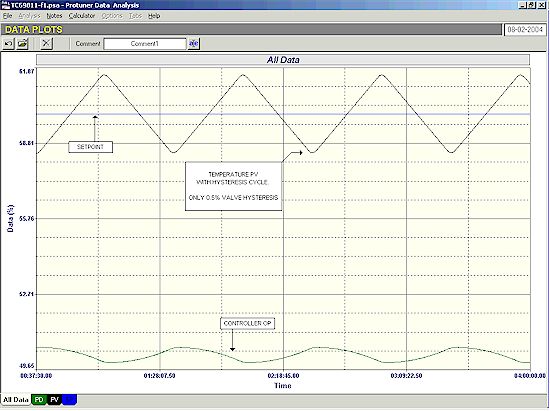 TC69811-f1.psa - Protuner Data Analysis
File Analysis Notes Calculator Options Tabs Help
DATA PLOTS
08-02-2004
Comment Comment1
All Data
61.87
58.81
55.76
52.71
49.65
Data (%)
SETPOINT
TEMPERATURE PV
WITH HYSTERESIS CYCLE.
ONLY 0.5% VALVE HYSTERESIS
CONTROLLER OP
00:37:30.00 01:28:07.50 02:18:45.00 03:09:22.50 04:00:00.00
Time
All Data PD PV